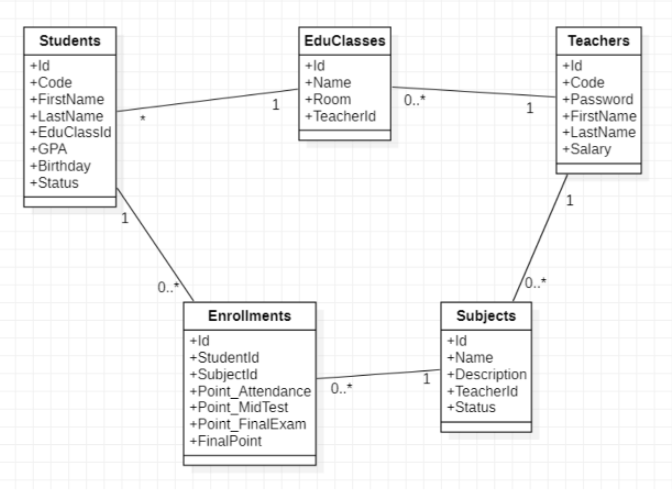 Students
+Id
+Code
+FirstName
+LastName
+EduClassId
+GPA
+Birthday
+Status
EduClasses
+Id
+Name
+Room
+TeacherId
Teachers
+Id
+Code
+Password
+FirstName
+LastName
+Salary
*
1
0..*
1
1
0..*
1
0..*
Enrollments
+Id
+StudentId
+SubjectId
+Point_Attendance
+Point_MidTest
+Point_FinalExam
+FinalPoint
0..*
1
Subjects
+Id
+Name
+Description
+TeacherId
+Status